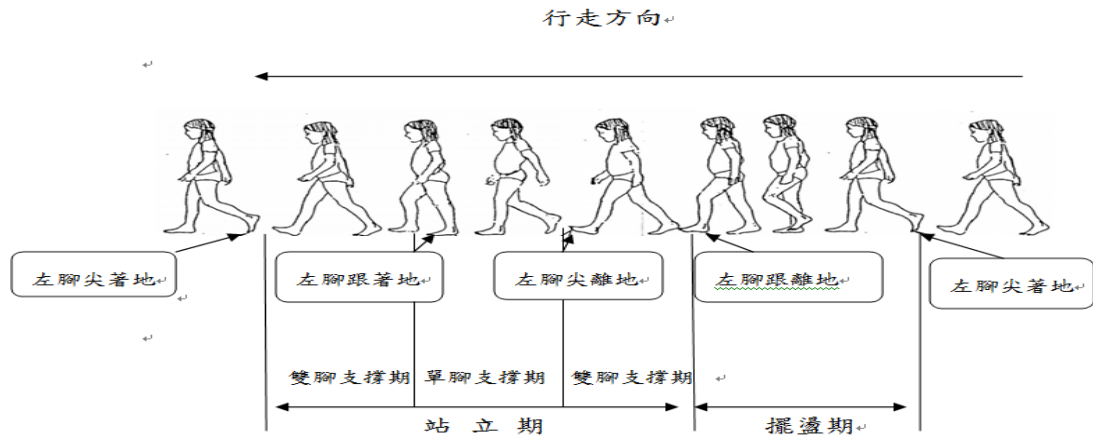 行走方向
左腳尖著地
左腳跟著地
左腳尖離地
左腳跟離地
左腳尖著地
雙腳支撐期
單腳支撐期
雙腳支撐期
站立期
擺盪期